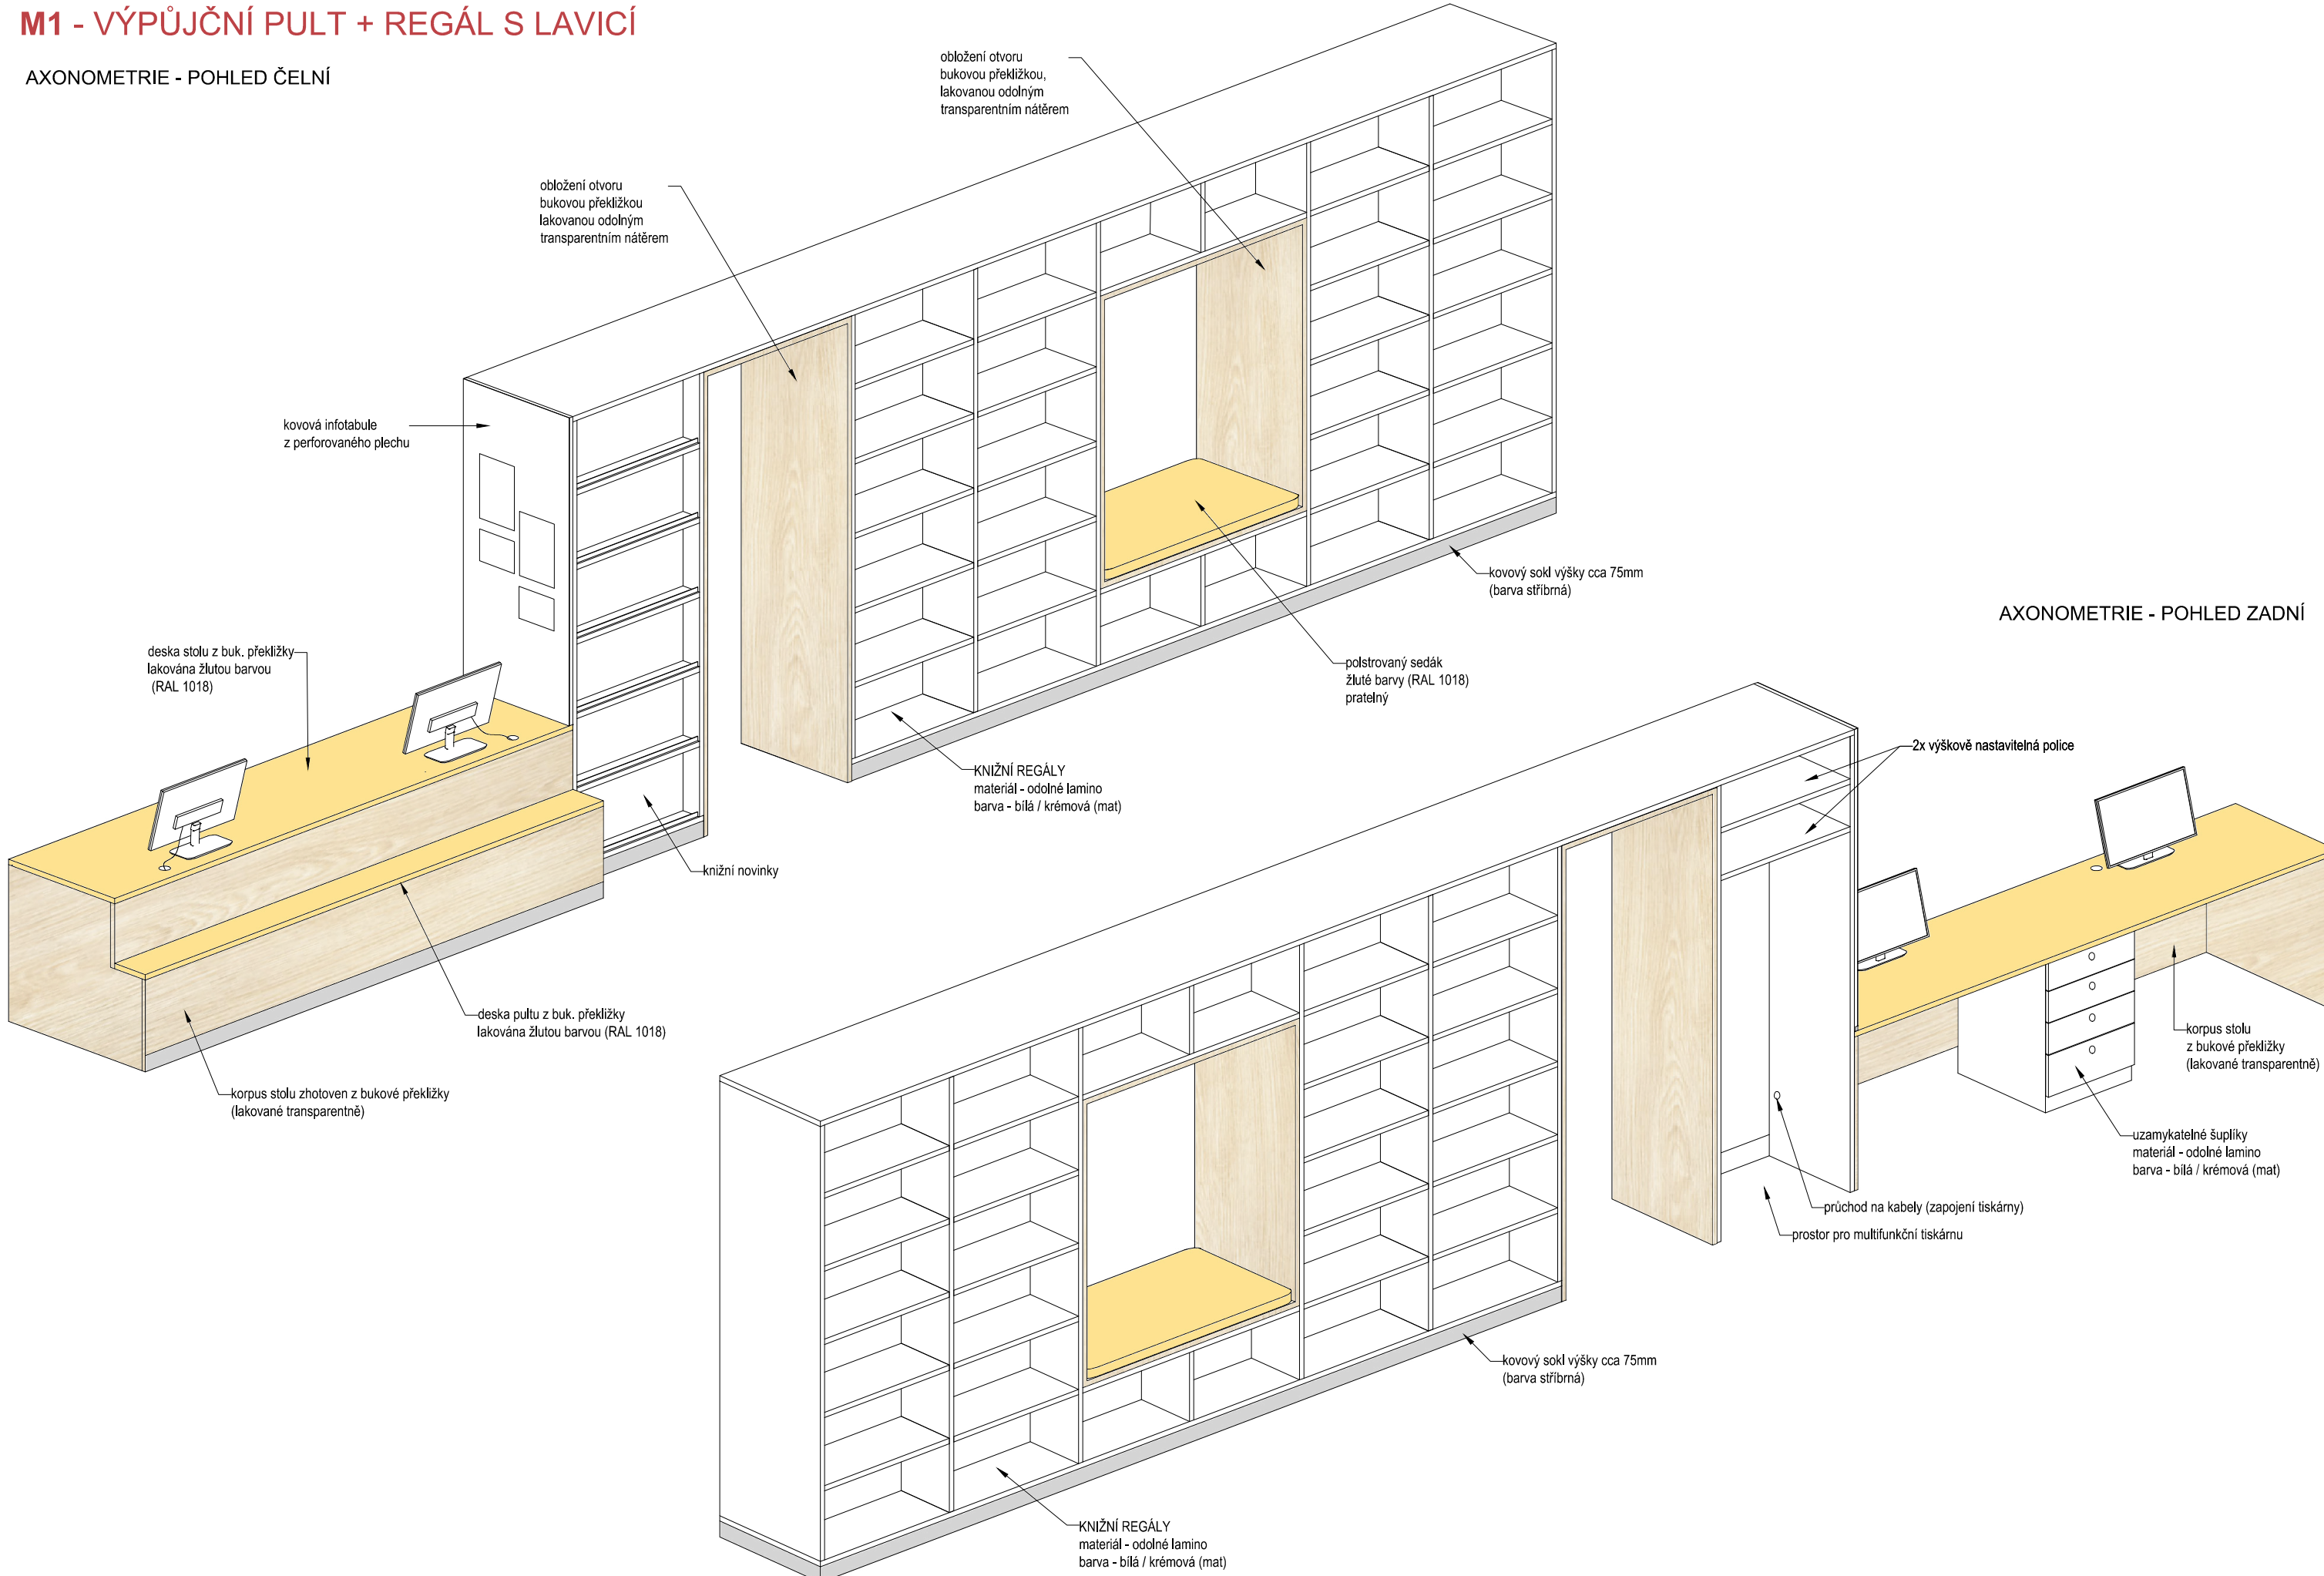 M1 - VÝPŮJČNÍ PULT + REGÁL S LAVICÍ
AXONOMETRIE - POHLED ČELNÍ
obložení otvoru
bukovou překližkou,
lakovanou odolným
transparentním nátěrem
obložení otvoru
bukovou překližkou
lakovanou odolným
transparentním nátěrem
kovová infotabule
z perforovaného plechu
deska stolu z buk. překližky
lakována žlutou barvou
(RAL 1018)
kovový sokl výšky cca 75mm
(barva stříbrná)
polstrovaný sedák
žluté barvy (RAL 1018)
pratelný
KNIŽNÍ REGÁLY
materiál - odolné lamino
barva - bílá / krémová (mat)
knižní novinky
deska pultu z buk. překližky
lakována žlutou barvou (RAL 1018)
korpus stolu zhotoven z bukové překližky
(lakované transparentně)
AXONOMETRIE - POHLED ZADNÍ
2x výškově nastavitelná police
korpus stolu
z bukové překližky
(lakované transparentně)
uzamykatelné šuplíky
materiál - odolné lamino
barva - bílá / krémová (mat)
průchod na kabely (zapojení tiskárny)
prostor pro multifunkční tiskárnu
kovový sokl výšky cca 75mm
(barva stříbrná)
KNIŽNÍ REGÁLY
materiál - odolné lamino
barva - bílá / krémová (mat)